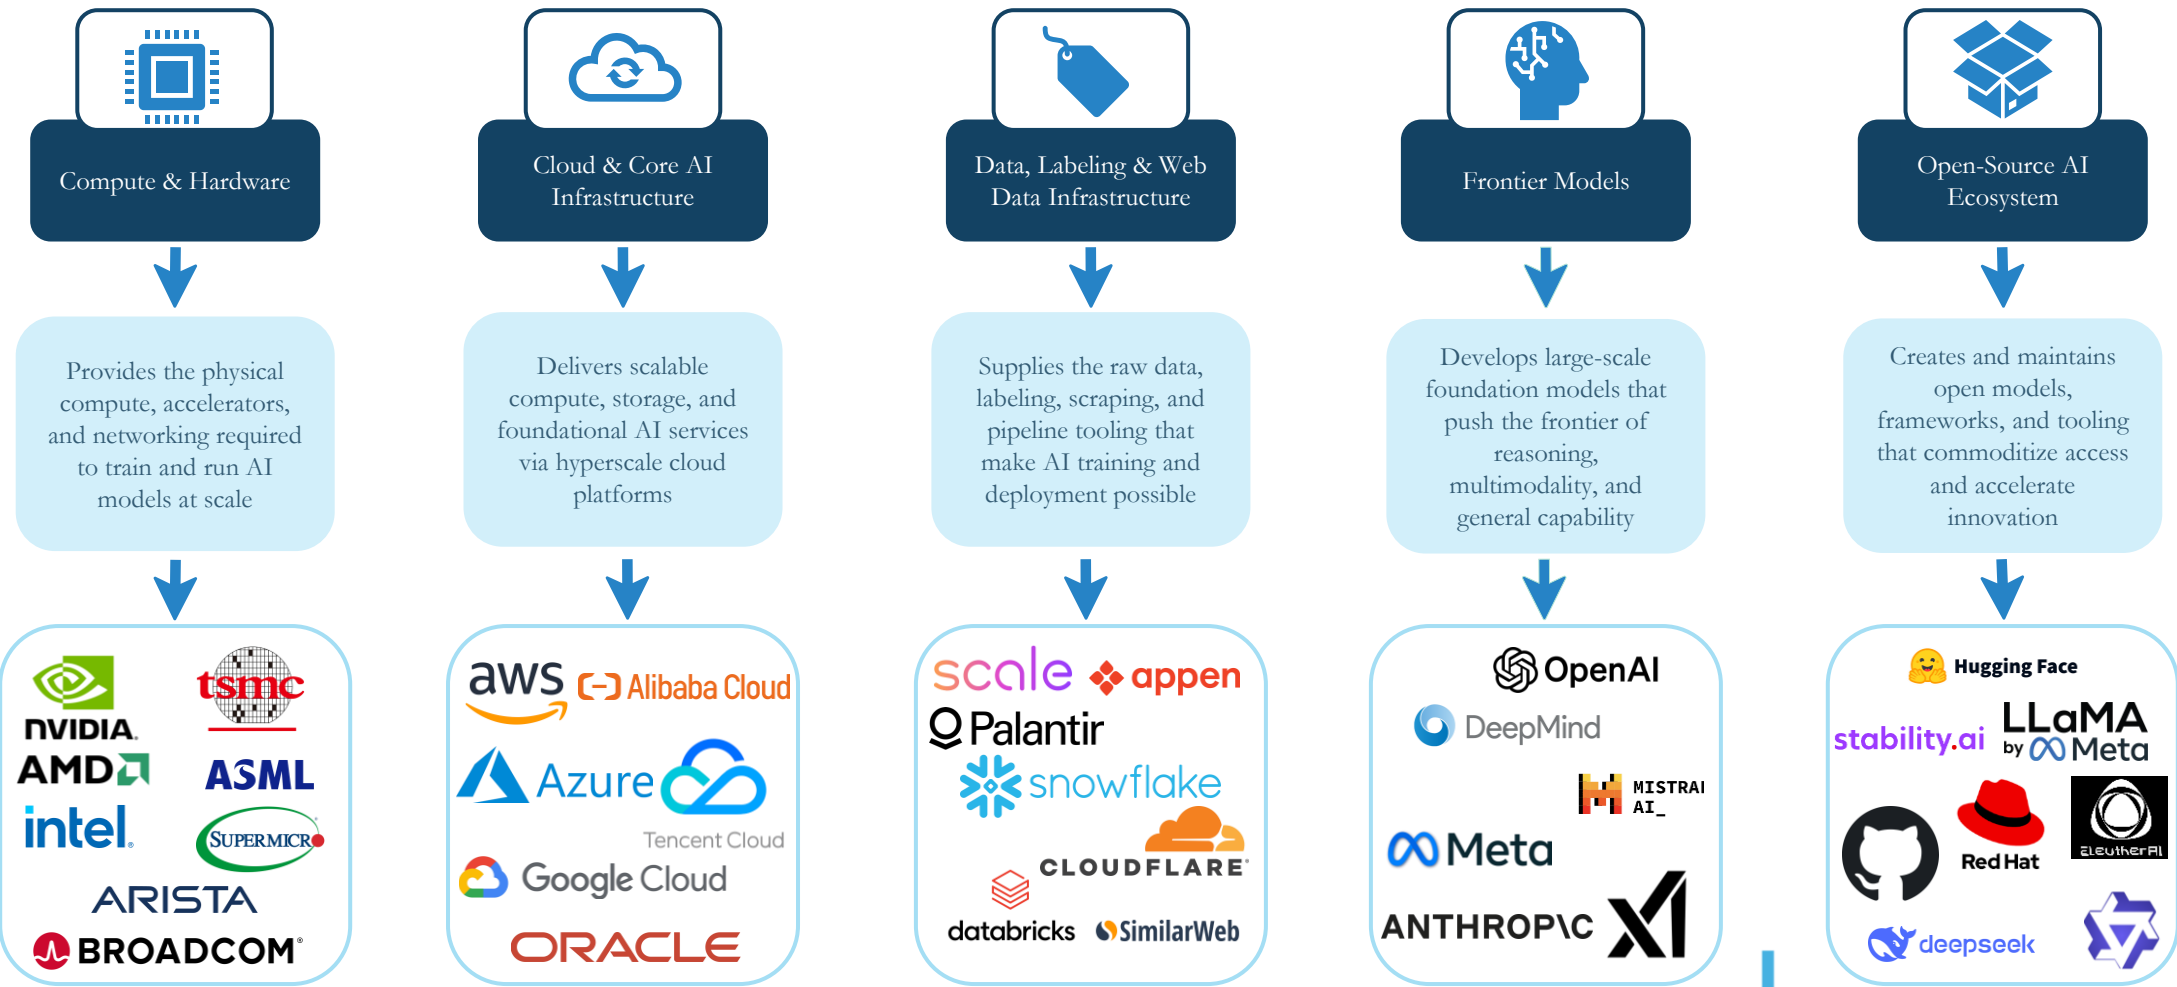 Compute & Hardware
Provides the physical
compute, accelerators,
and networking required
to train and run AI
models at scale
NVIDIA.
tsmc
AMD
ASML
intel.
SUPERMICRO
ARISTA
BROADCOM®
Cloud & Core AI
Infrastructure
Delivers scalable
compute, storage, and
foundational AI services
via hyperscale cloud
platforms
aws
Alibaba Cloud
Azure
Tencent Cloud
Google Cloud
ORACLE
Data, Labeling & Web
Data Infrastructure
Supplies the raw data,
labeling, scraping, and
pipeline tooling that
make AI training and
deployment possible
scale
appen
Palantir
snowflake
CLOUDFLARE®
databricks
SimilarWeb
Frontier Models
Develops large-scale
foundation models that
push the frontier of
reasoning,
multimodality, and
general capability
OpenAI
DeepMind
MISTRAL
AI_
Meta
ANTHROP\C
xI
Open-Source AI
Ecosystem
Creates and maintains
open models,
frameworks, and tooling
that commoditize access
and accelerate
innovation
Hugging Face
stability.ai
LLaMA
by Meta
Red Hat
EleutherAI
deepseek